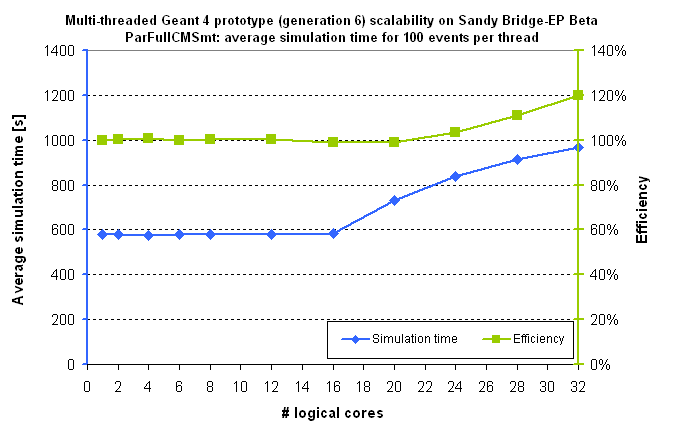 Multi-threaded Geant 4 prototype (generation 6) scalability on Sandy Bridge-EP Beta
ParFullCMSmt: average simulation time for 100 events per thread
1400
1200
1000
800
600
400
200
0
Average simulation time [s]
140%
120%
100%
80%
60%
40%
20%
0%
Efficiency
Simulation time
Efficiency
0 2 4 6 8 10 12 14 16 18 20 22 24 26 28 30 32
# logical cores